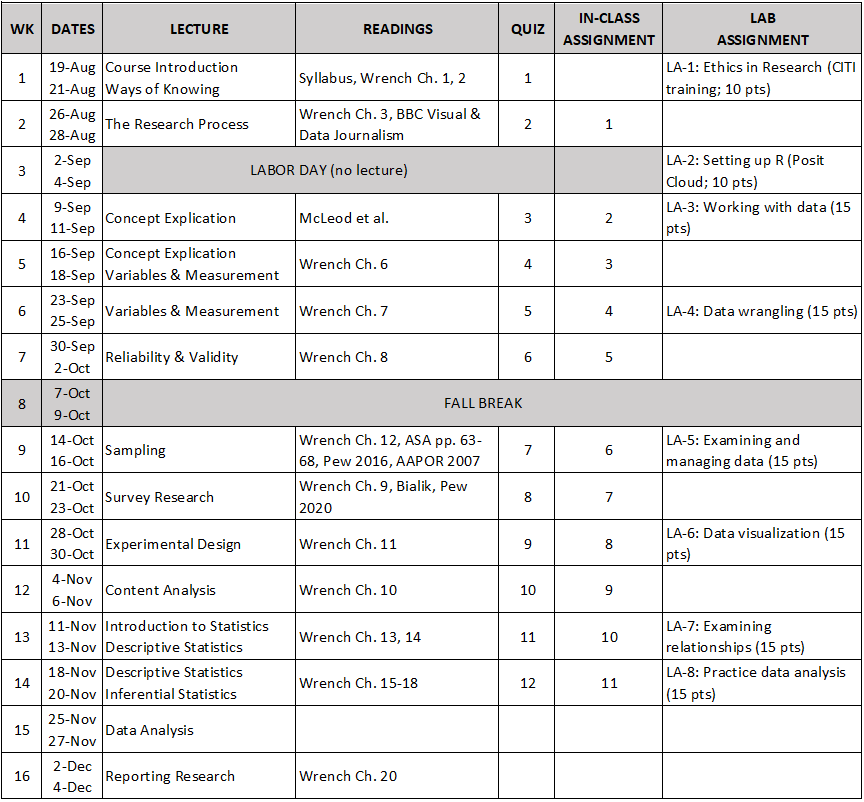 WK DATES LECTURE READINGS QUIZ IN-CLASS ASSIGNMENT LAB ASSIGNMENT
1 19-Aug 21-Aug Course Introduction Ways of Knowing Syllabus, Wrench Ch. 1, 2 1 LA-1: Ethics in Research (CITI training; 10 pts)
2 26-Aug 28-Aug The Research Process Wrench Ch. 3, BBC Visual & Data Journalism 2 1
3 2-Sep 4-Sep LABOR DAY (no lecture) LA-2: Setting up R (Posit Cloud; 10 pts)
4 9-Sep 11-Sep Concept Explication McLeod et al. 3 2 LA-3: Working with data (15 pts)
5 16-Sep 18-Sep Concept Explication Variables & Measurement Wrench Ch. 6 4 3
6 23-Sep 25-Sep Variables & Measurement Wrench Ch. 7 5 4 LA-4: Data wrangling (15 pts)
7 30-Sep 2-Oct Reliability & Validity Wrench Ch. 8 6 5
8 7-Oct 9-Oct FALL BREAK
9 14-Oct 16-Oct Sampling Wrench Ch. 12, ASA pp. 63-68, Pew 2016, AAPOR 2007 7 6 LA-5: Examining and managing data (15 pts)
10 21-Oct 23-Oct Survey Research Wrench Ch. 9, Bialik, Pew 2020 8 7
11 28-Oct 30-Oct Experimental Design Wrench Ch. 11 9 8 LA-6: Data visualization (15 pts)
12 4-Nov 6-Nov Content Analysis Wrench Ch. 10 10 9
13 11-Nov 13-Nov Introduction to Statistics Descriptive Statistics Wrench Ch. 13, 14 11 10 LA-7: Examining relationships (15 pts)
14 18-Nov 20-Nov Descriptive Statistics Inferential Statistics Wrench Ch. 15-18 12 11 LA-8: Practice data analysis (15 pts)
15 25-Nov 27-Nov Data Analysis
16 2-Dec 4-Dec Reporting Research Wrench Ch. 20